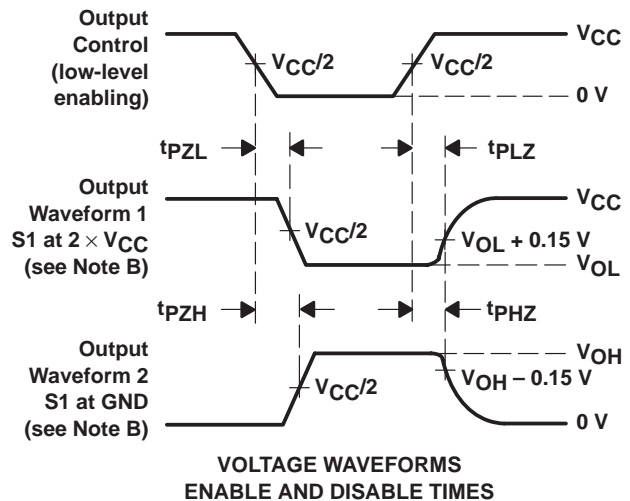 Output
Control
(low-level
enabling)
VCC/2
VCC/2
VCC
0 V
tPZL
tPLZ
Output
Waveform 1
S1 at 2 × VCC
(see Note B)
VCC/2
VCC
VOL + 0.15 V
VOL
tPZH
tPHZ
Output
Waveform 2
S1 at GND
(see Note B)
VCC/2
VOH
VOH – 0.15 V
0 V
VOLTAGE WAVEFORMS
ENABLE AND DISABLE TIMES